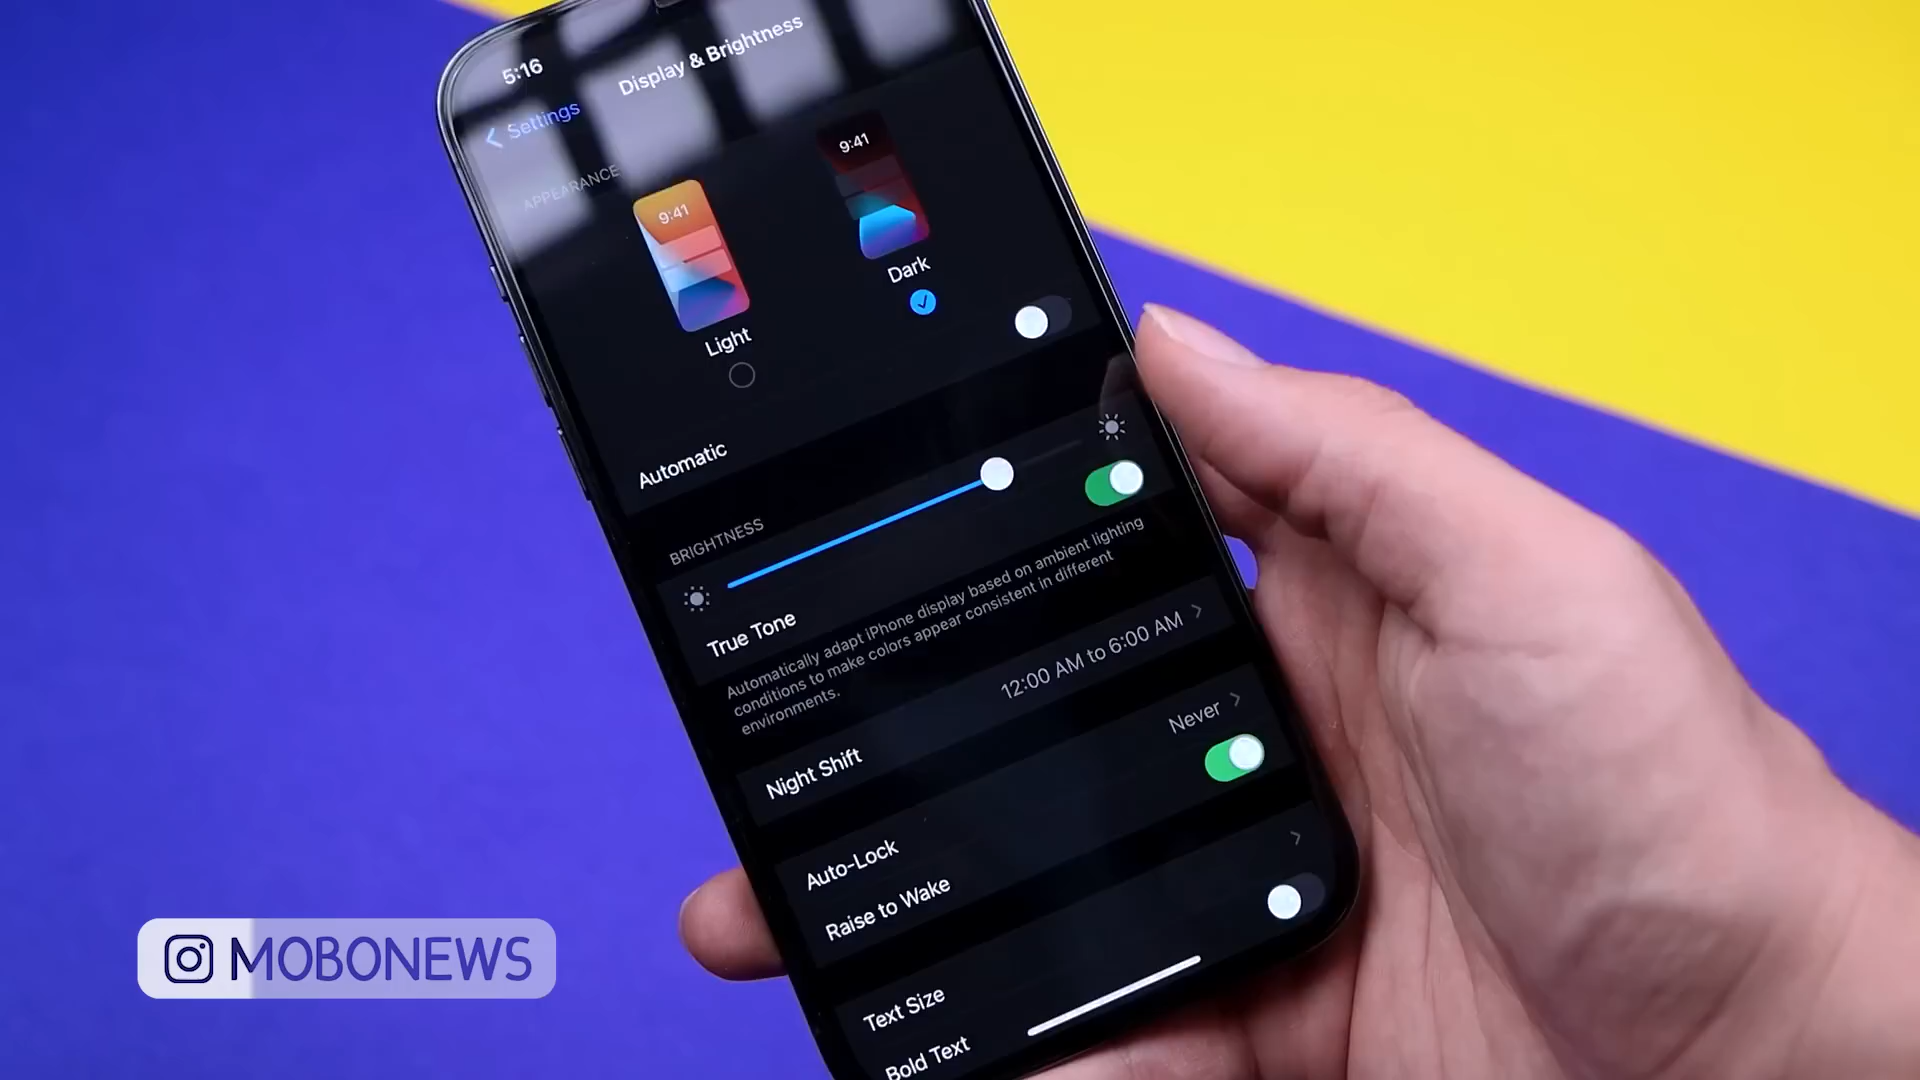 5:16
Display & Brightness
Settings
APPEARANCE
9:41
9:41
Light
Dark
Automatic
BRIGHTNESS
True Tone
Automatically adapt iPhone display based on ambient lighting
conditions to make colors appear consistent in different
environments.
Night Shift 12:00 AM to 6:00 AM
Auto-Lock Never
Raise to Wake
Text Size
Bold Text
MOBONEWS